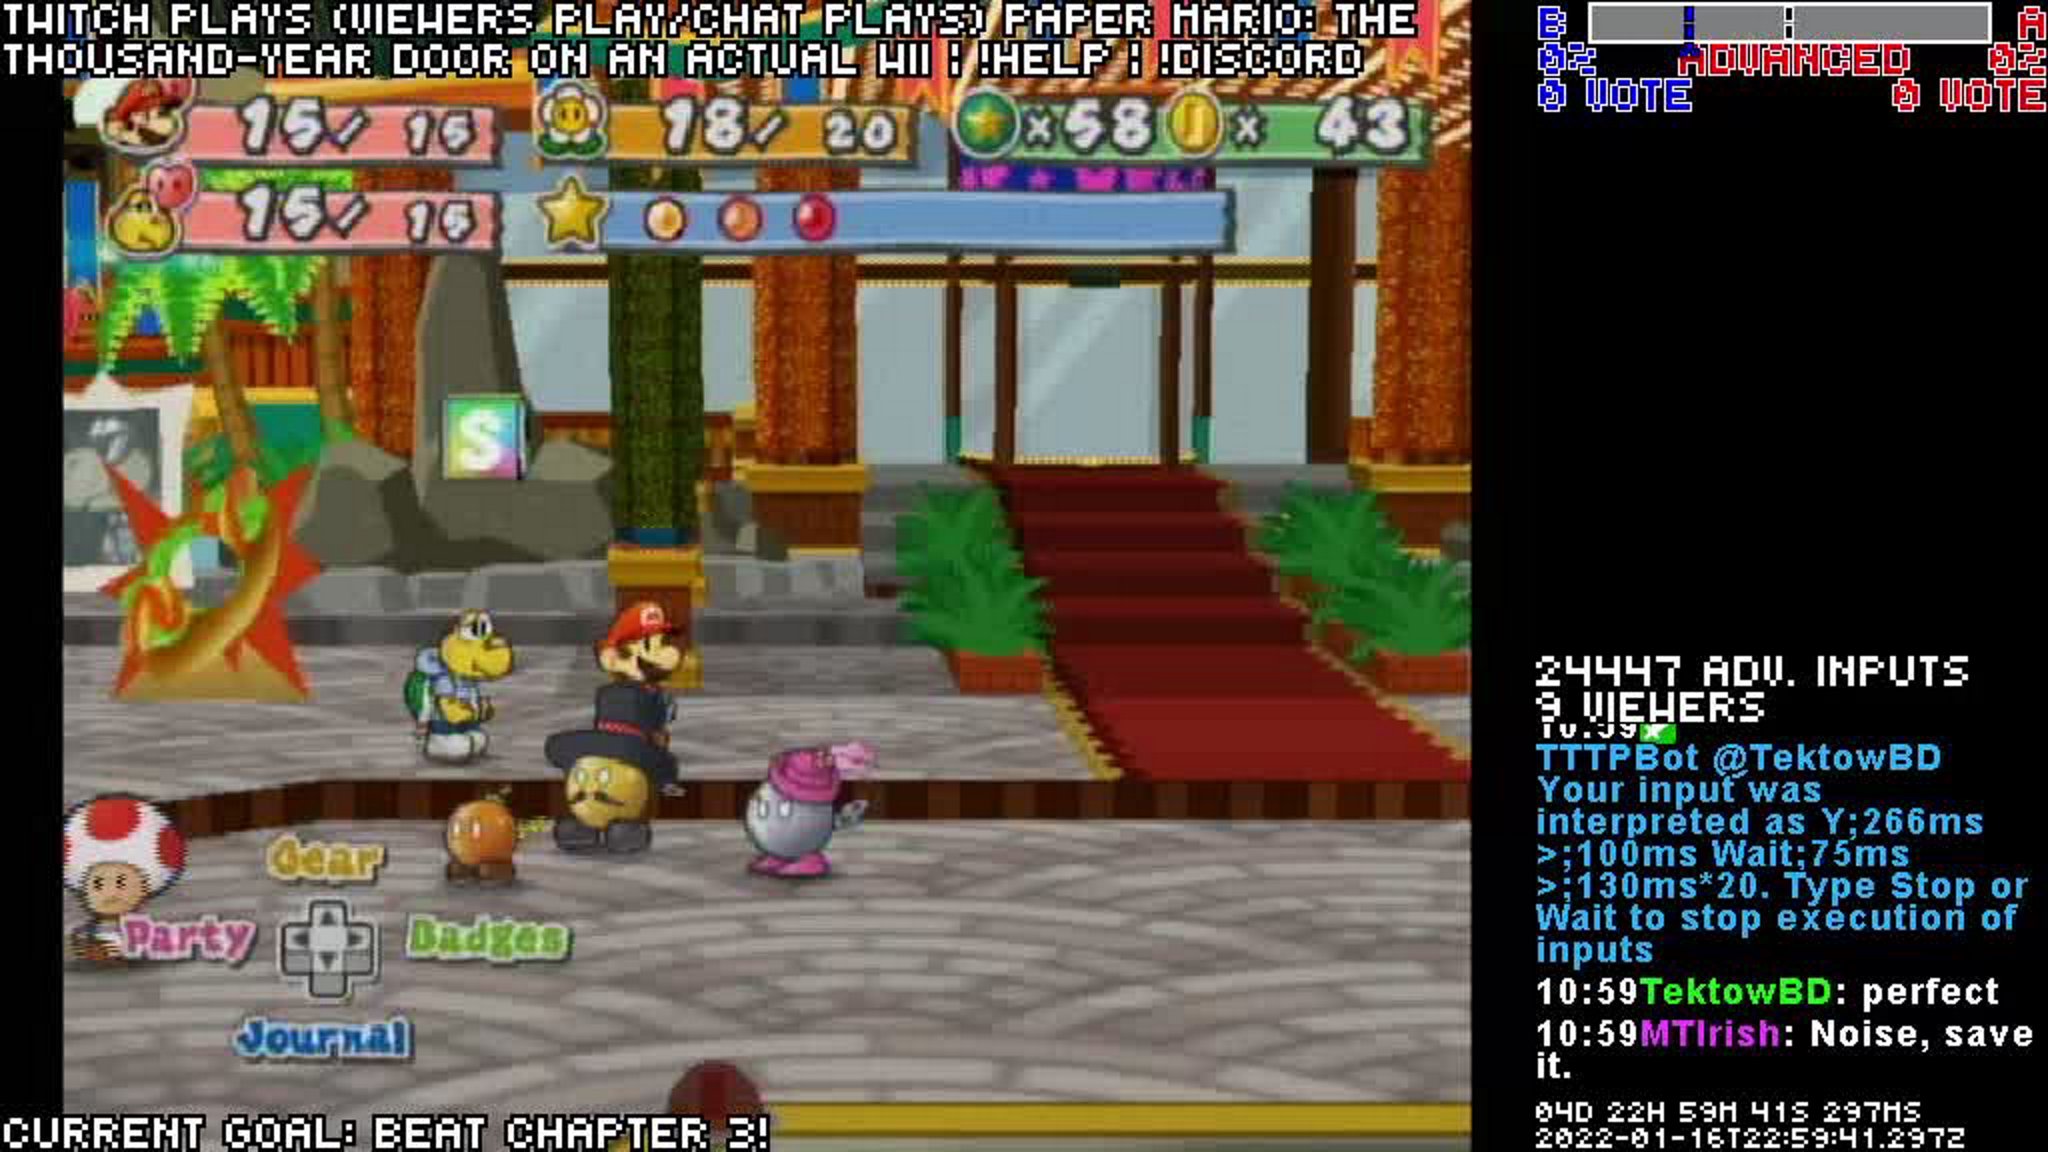 TWITCH PLAYS (VIEWERS PLAY/CHAT PLAYS) PAPER MARIO: THE
THOUSAND-YEAR DOOR ON AN ACTUAL WII ¦ !HELP ¦ !DISCORD
B A
0% ADVANCED 0%
0 VOTE 0 VOTE
15/ 15 18/ 20 ×58 × 43
15/ 15
S
M
Gear
Party Badges
Journal
24447 ADV. INPUTS
9 VIEWERS
10:59
TTTPBot @TektowBD
Your input was
interpreted as Y;266ms
>;100ms Wait;75ms
>;130ms*20. Type Stop or
Wait to stop execution of
inputs
10:59TektowBD: perfect
10:59MTIrish: Noise, save
it.
04D 22H 59M 41S 297MS
2022-01-16T22:59:41.297Z
CURRENT GOAL: BEAT CHAPTER 3!